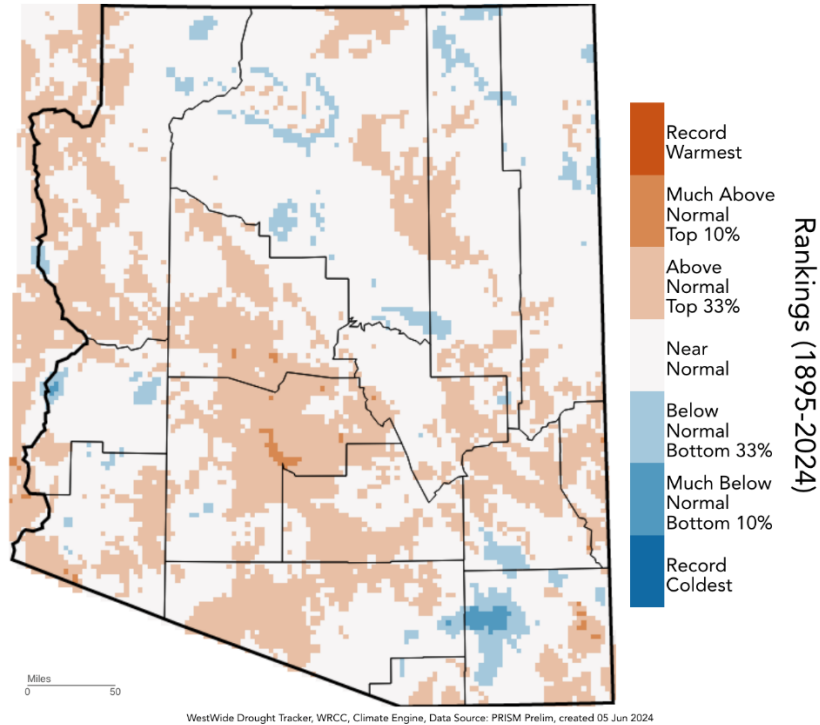 Record
Warmest
Much Above
Normal
Top 10%
Above
Normal
Top 33%
Near
Normal
Below
Normal
Bottom 33%
Much Below
Normal
Bottom 10%
Record
Coldest
Rankings (1895-2024)
Miles
0 50
WestWide Drought Tracker, WRCC, Climate Engine, Data Source: PRISM Prelim, created 05 Jun 2024